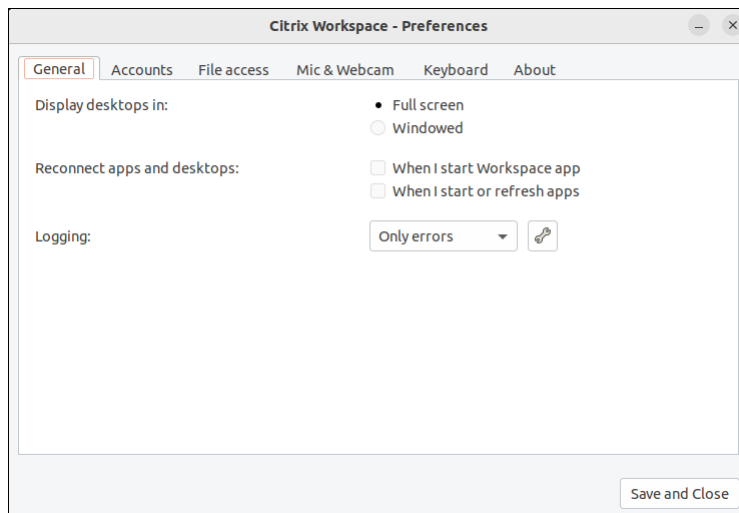 Citrix Workspace - Preferences
General Accounts File access Mic & Webcam Keyboard About
Display desktops in: Full screen
Windowed
Reconnect apps and desktops: When I start Workspace app
When I start or refresh apps
Logging: Only errors
Save and Close